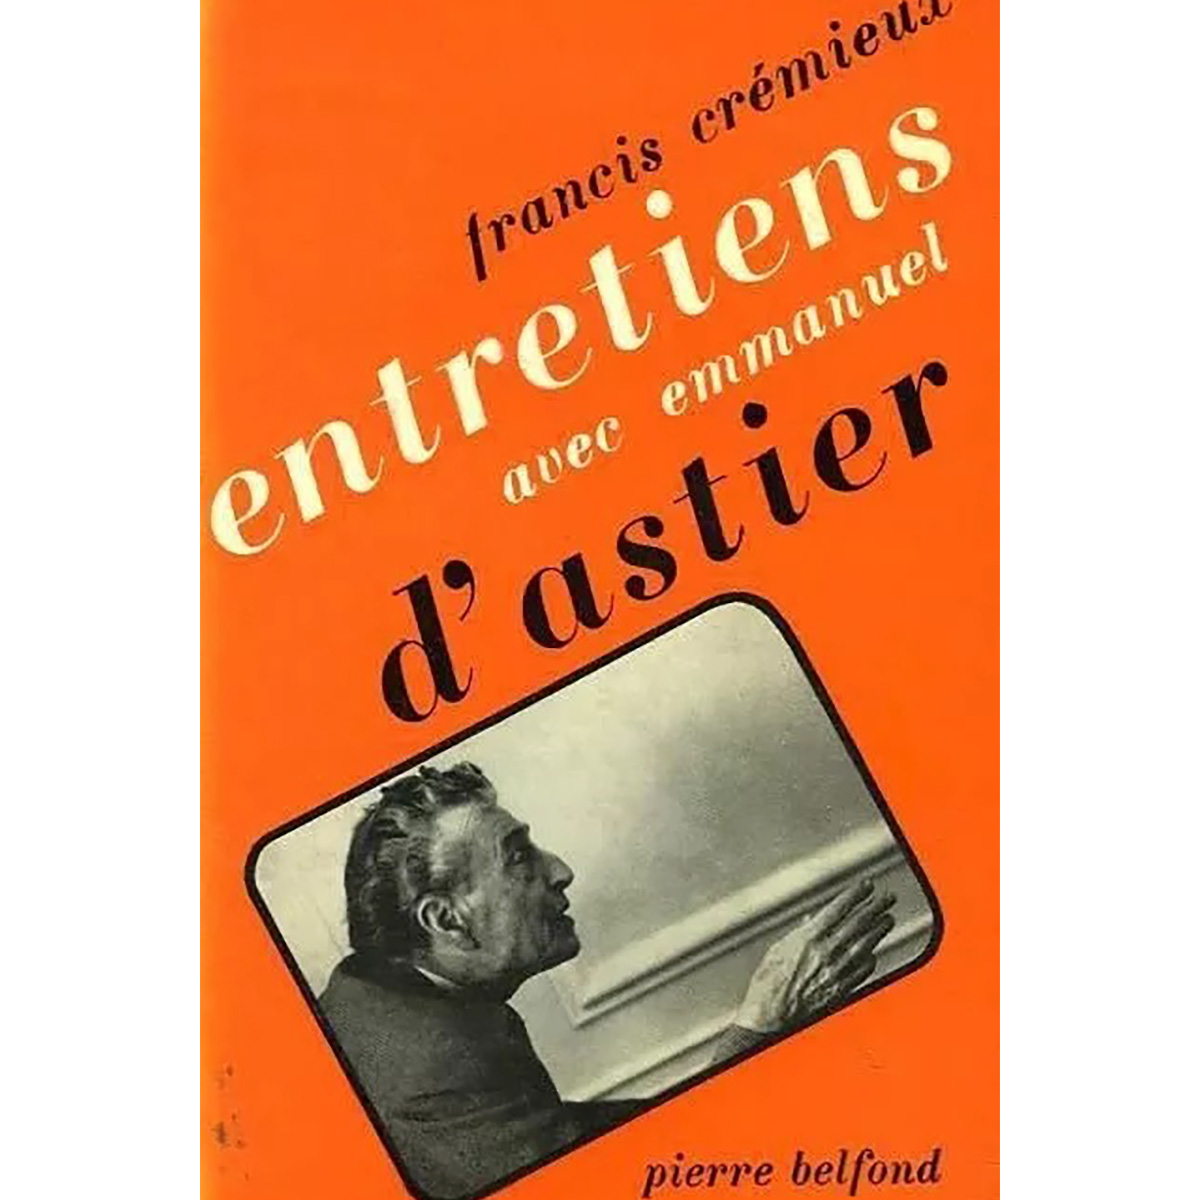 francis crémieux
entretiens
avec emmanuel
d'astier
pierre belfond